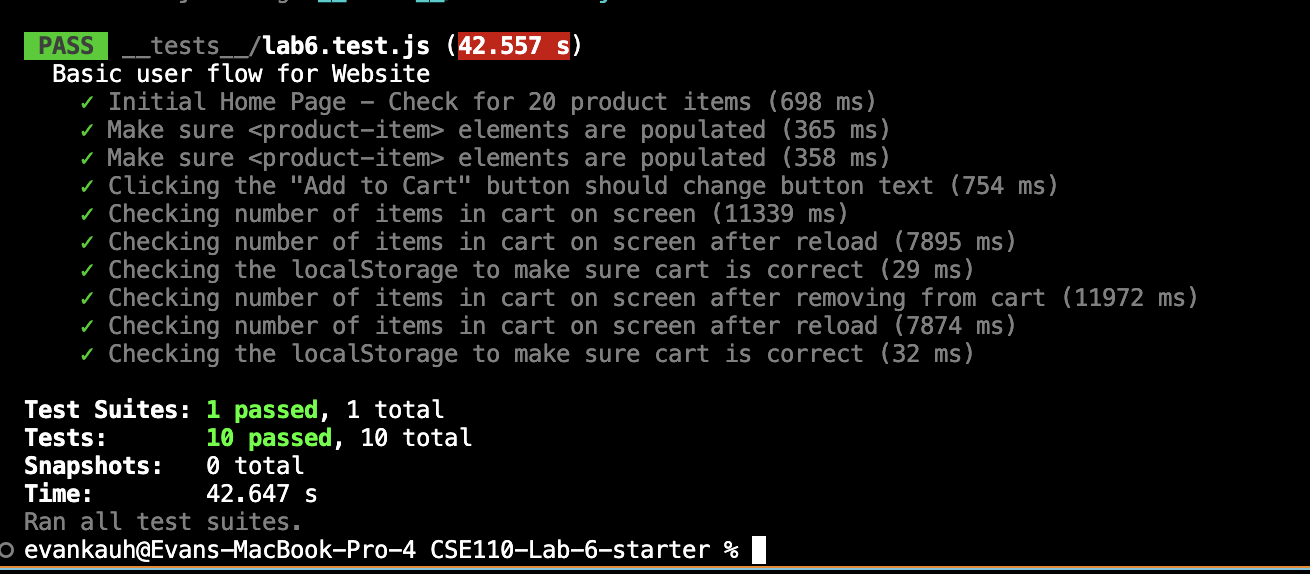 PASS __tests__/lab6.test.js (42.557 s)
Basic user flow for Website
✓ Initial Home Page – Check for 20 product items (698 ms)
✓ Make sure <product-item> elements are populated (365 ms)
✓ Make sure <product-item> elements are populated (358 ms)
✓ Clicking the "Add to Cart" button should change button text (754 ms)
✓ Checking number of items in cart on screen (11339 ms)
✓ Checking number of items in cart on screen after reload (7895 ms)
✓ Checking the localStorage to make sure cart is correct (29 ms)
✓ Checking number of items in cart on screen after removing from cart (11972 ms)
✓ Checking number of items in cart on screen after reload (7874 ms)
✓ Checking the localStorage to make sure cart is correct (32 ms)
Test Suites: 1 passed, 1 total
Tests: 10 passed, 10 total
Snapshots: 0 total
Time: 42.647 s
Ran all test suites.
evankauh@Evans-MacBook-Pro-4 CSE110-Lab-6-starter %